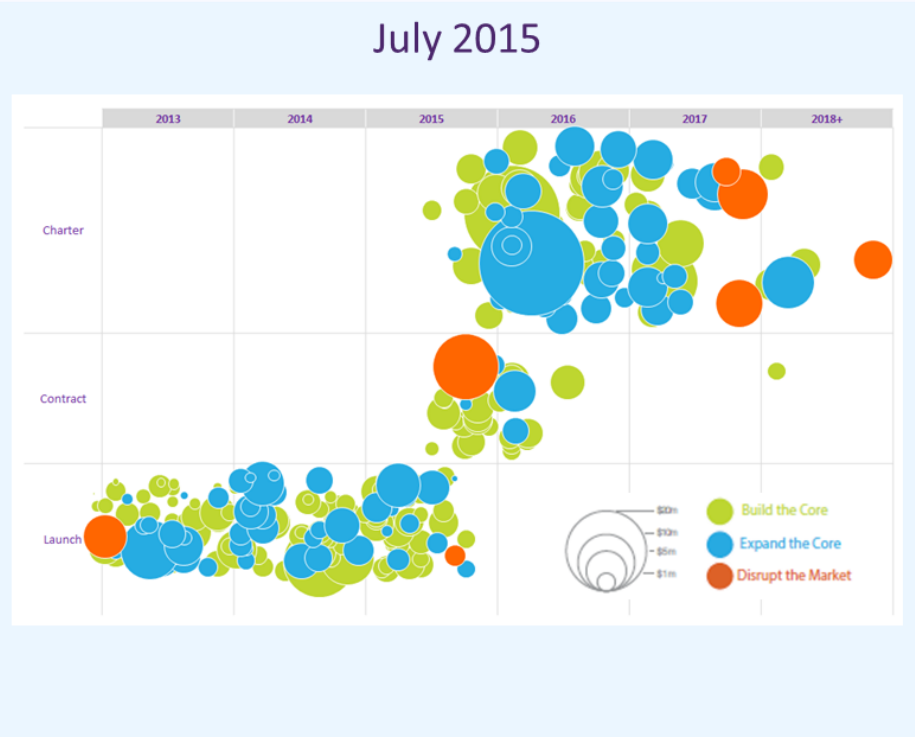 July 2015
2013 2014 2015 2016 2017 2018+
Charter
Contract
Launch
$10m
$5m
$1m
Build the Core
Expand the Core
Disrupt the Market